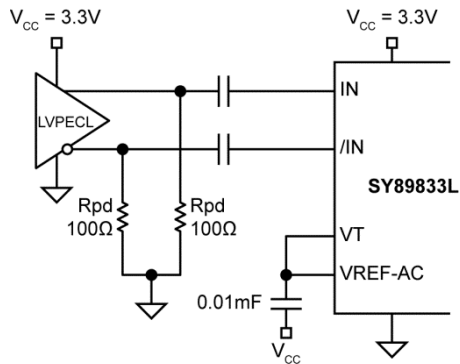 VCC = 3.3V
VCC = 3.3V
LVPECL
IN
/IN
SY89833L
Rpd
100Ω
Rpd
100Ω
VT
VREF-AC
0.01mF
VCC